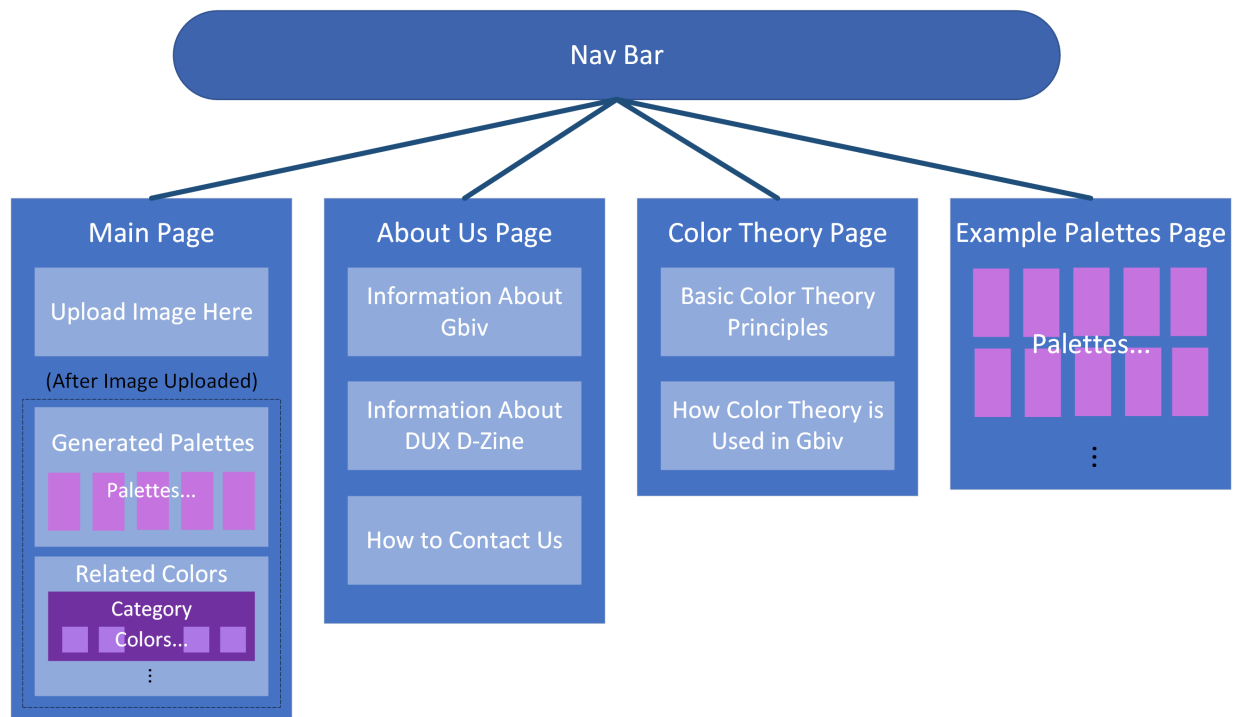 Nav Bar
Main Page
Upload Image Here
(After Image Uploaded)
Generated Palettes
Palettes...
Related Colors
Category
Colors...
⋮
About Us Page
Information About
Gbiv
Information About
DUX D-Zine
How to Contact Us
Color Theory Page
Basic Color Theory
Principles
How Color Theory is
Used in Gbiv
Example Palettes Page
Palettes...
⋮